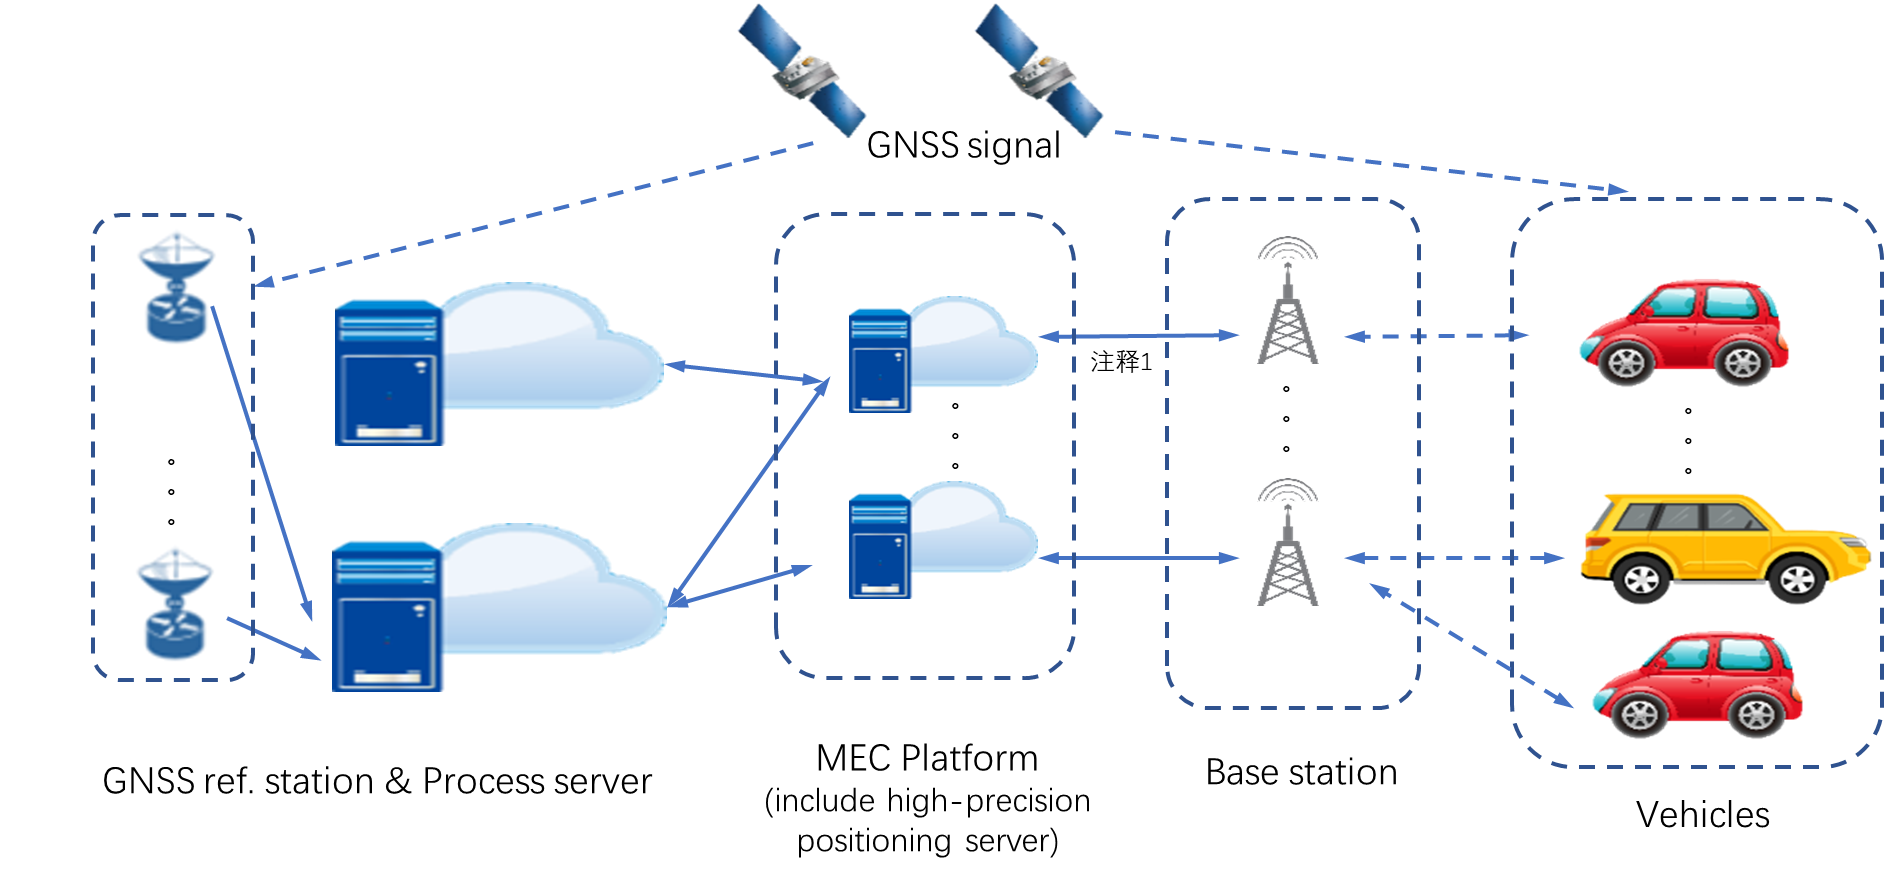 GNSS signal
注释1
GNSS ref. station & Process server
MEC Platform
(include high-precision
positioning server)
Base station
Vehicles